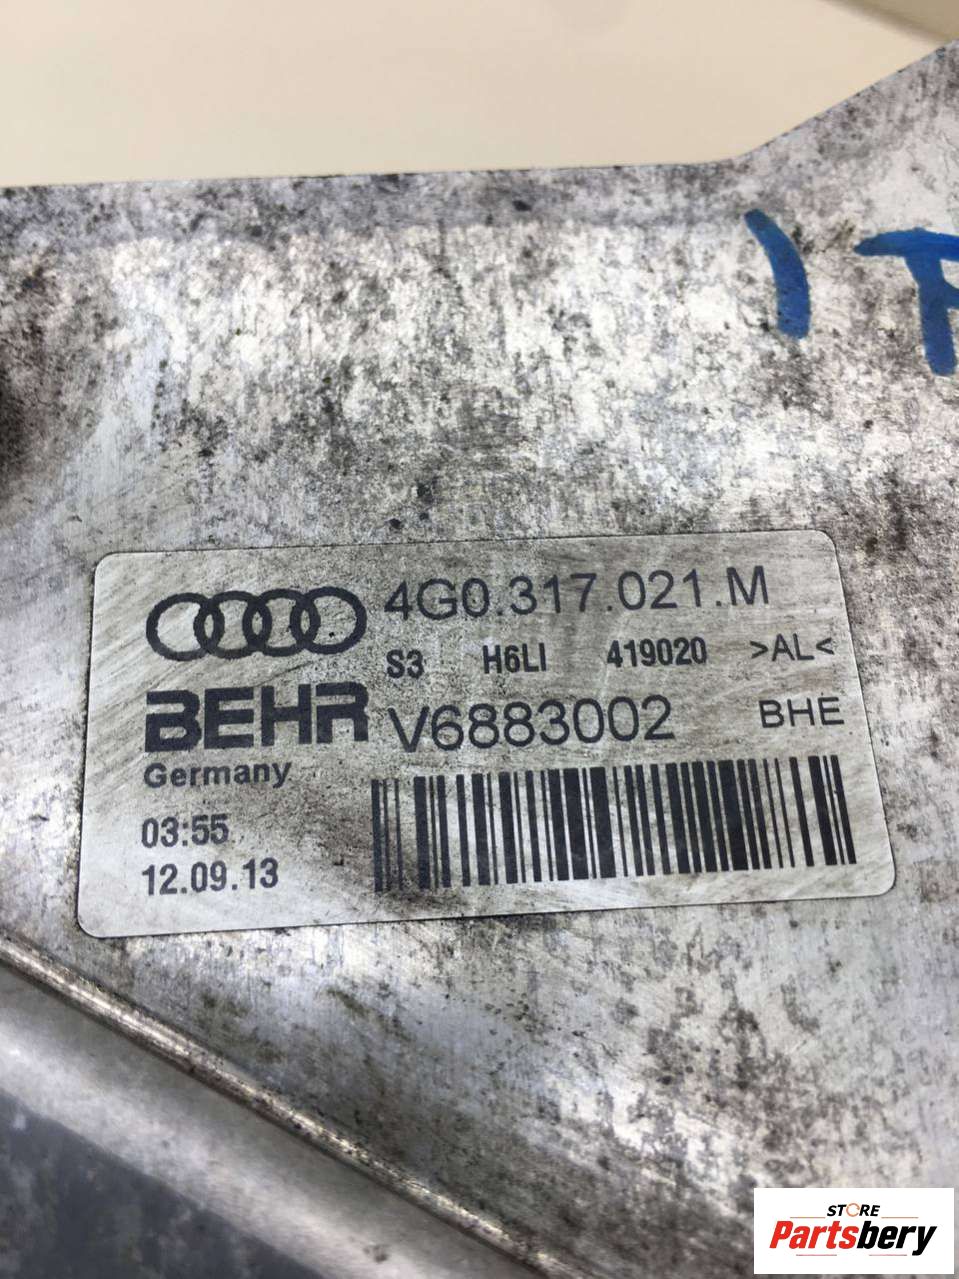 4G0.317.021.M
S3 H6LI 419020 >AL<
BEHR V6883002 BHE
Germany
03:55
12.09.13
STORE
Partsbery